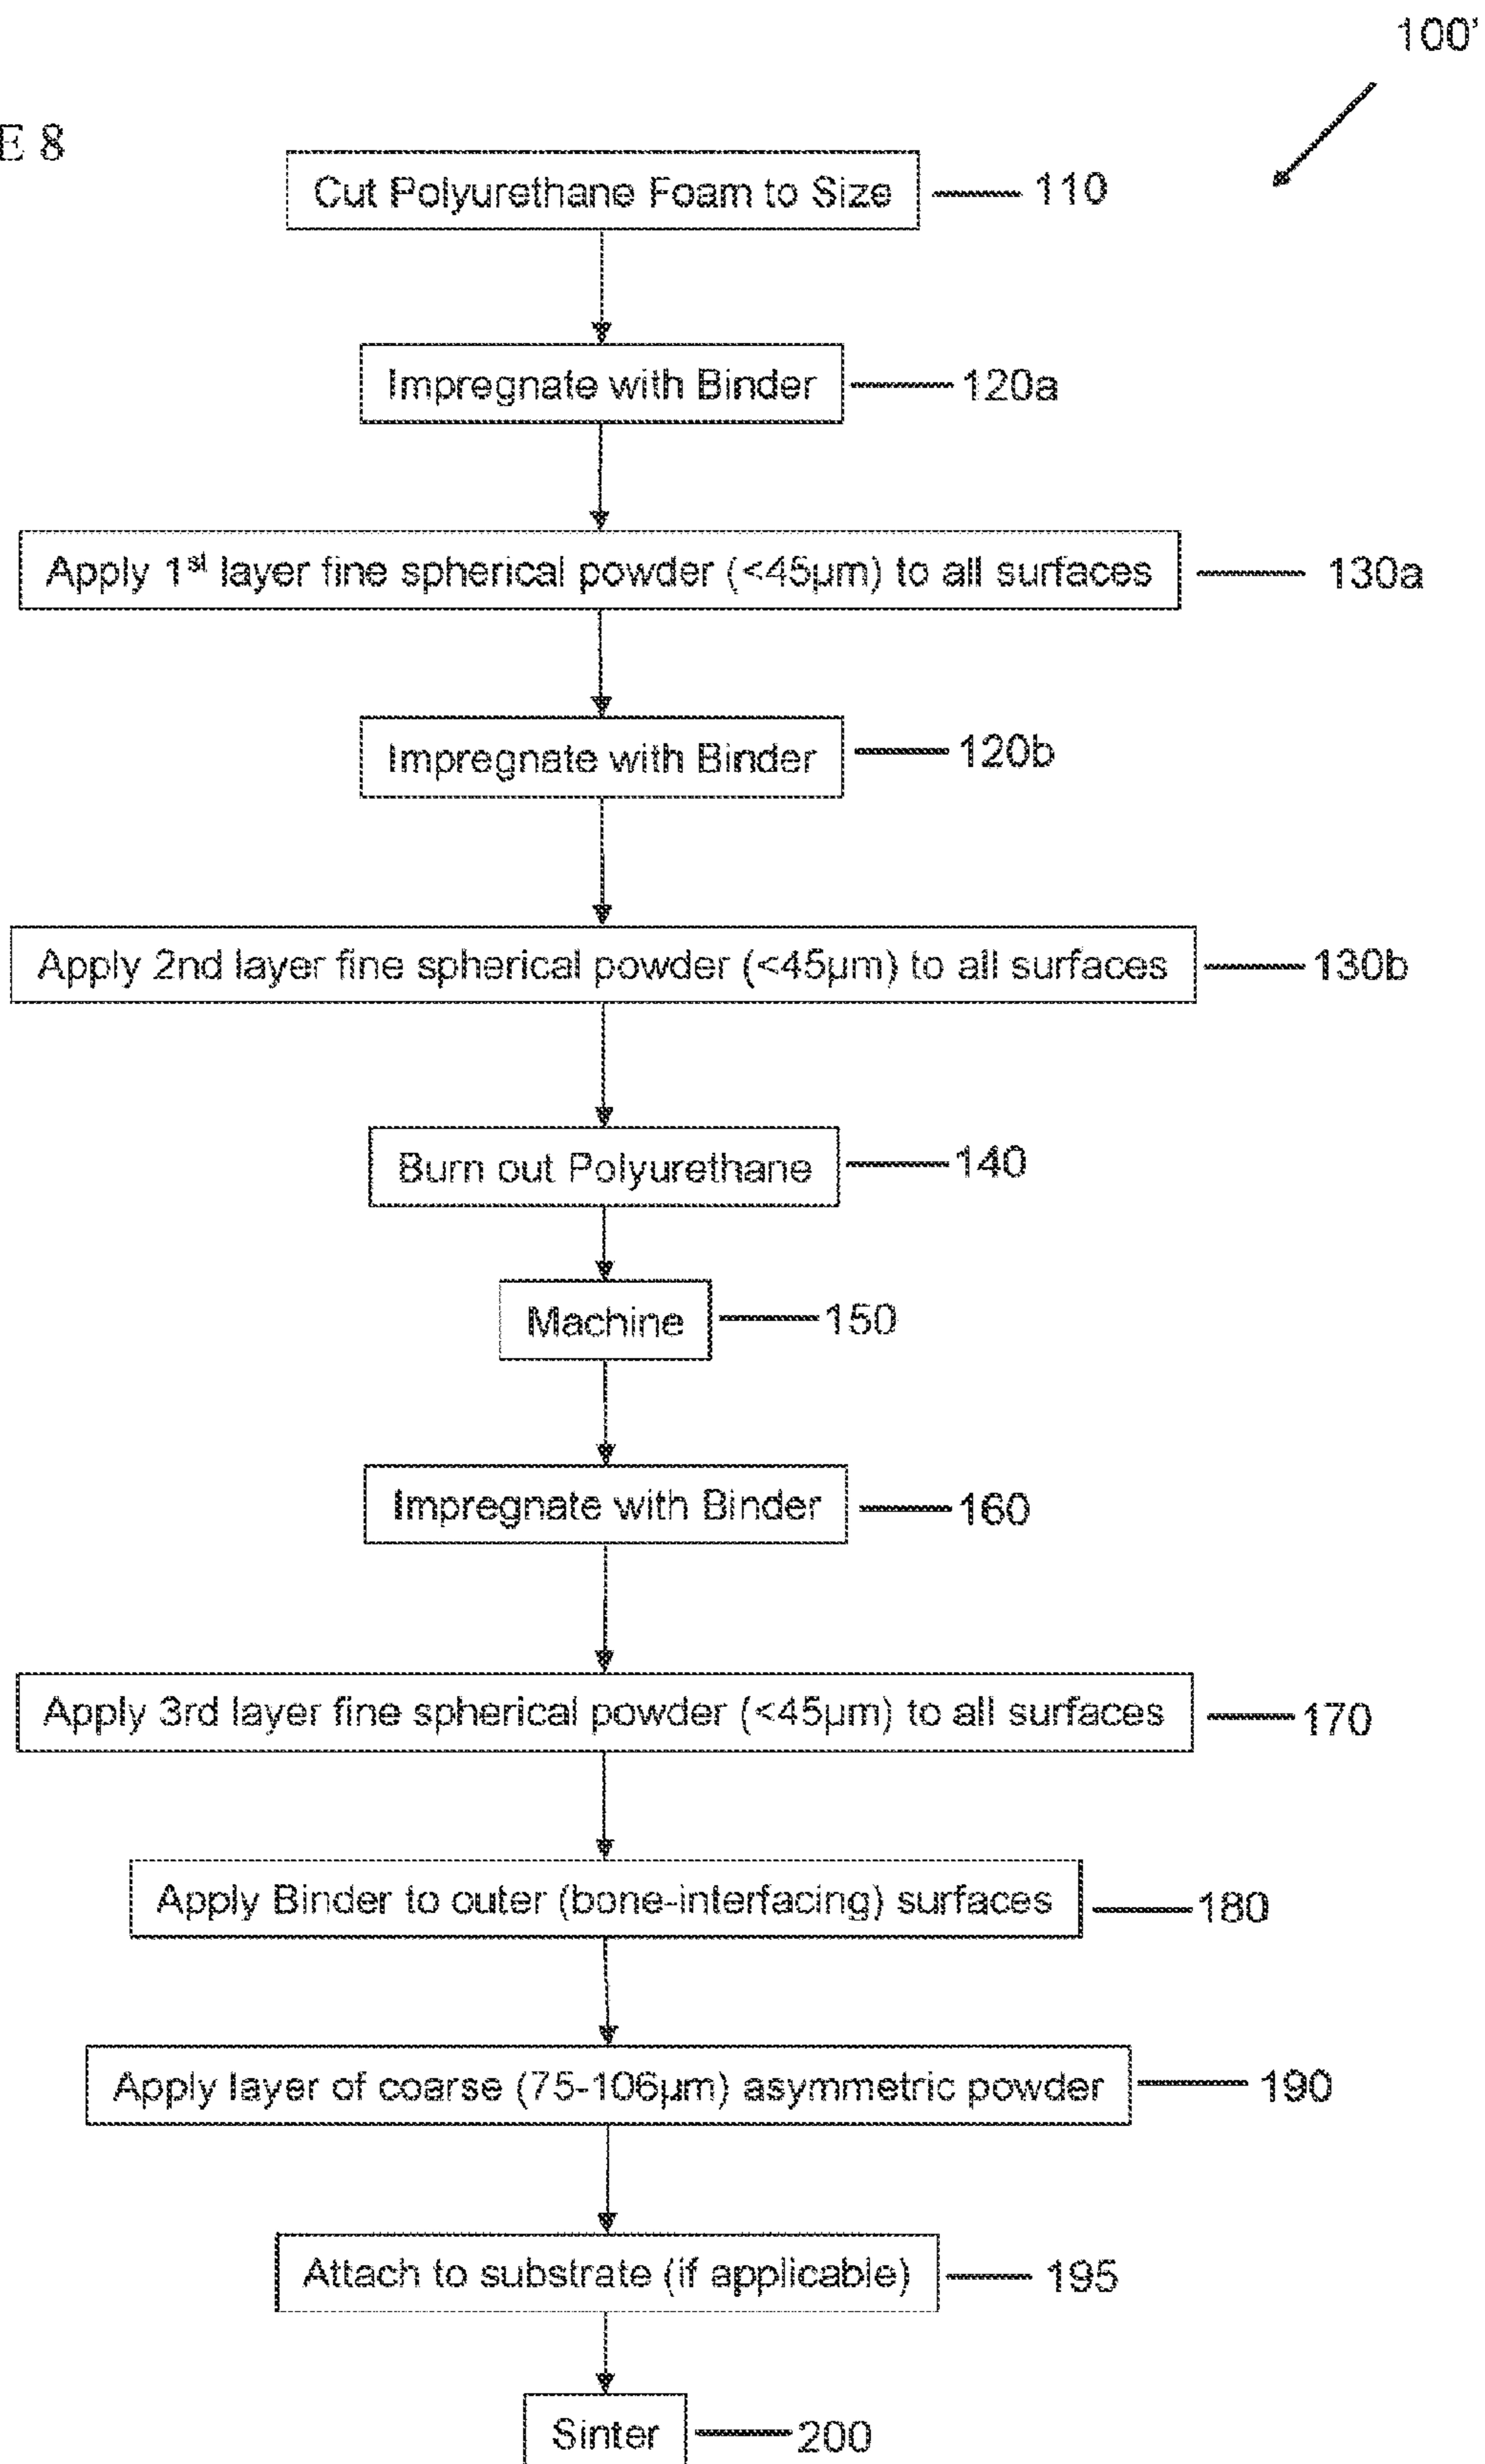 100'
E 8
Cut Polyurethane Foam to Size 110
Impregnate with Binder 120a
Apply 1st layer fine spherical powder (<45µm) to all surfaces 130a
Impregnate with Binder 120b
Apply 2nd layer fine spherical powder (<45µm) to all surfaces 130b
Burn out Polyurethane 140
Machine 150
Impregnate with Binder 160
Apply 3rd layer fine spherical powder (<45µm) to all surfaces 170
Apply Binder to outer (bone-interfacing) surfaces 180
Apply layer of coarse (75-106µm) asymmetric powder 190
Attach to substrate (if applicable) 195
Sinter 200